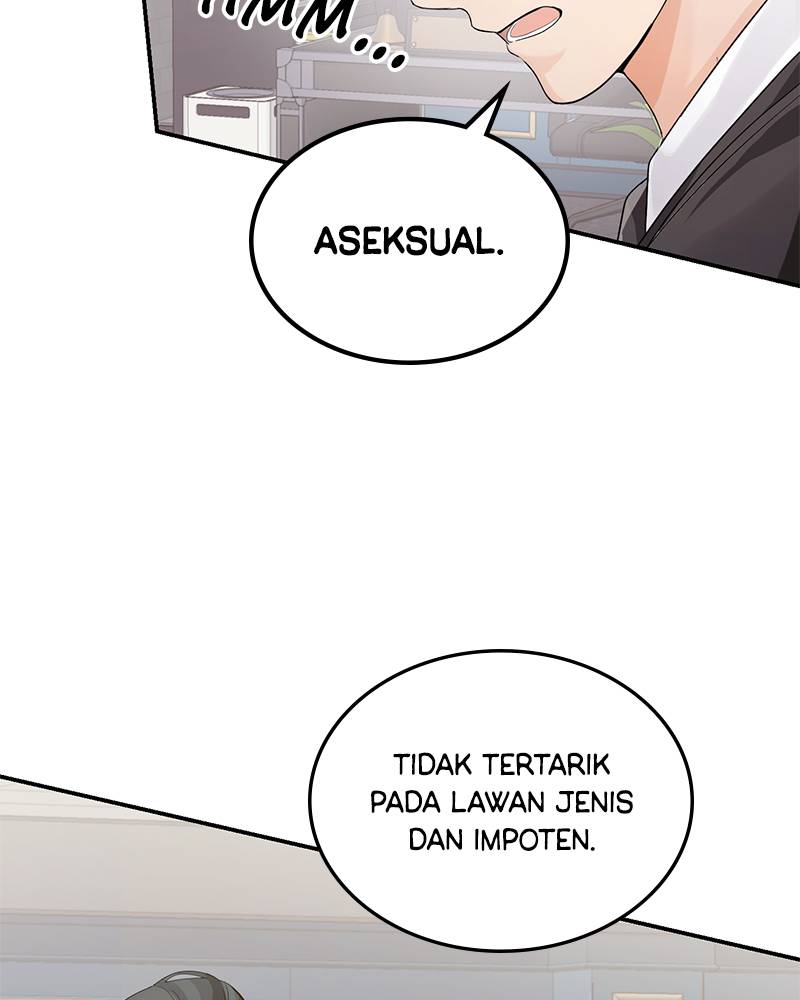 HMM...
ASEKSUAL.
TIDAK TERTARIK
PADA LAWAN JENIS
DAN IMPOTEN.